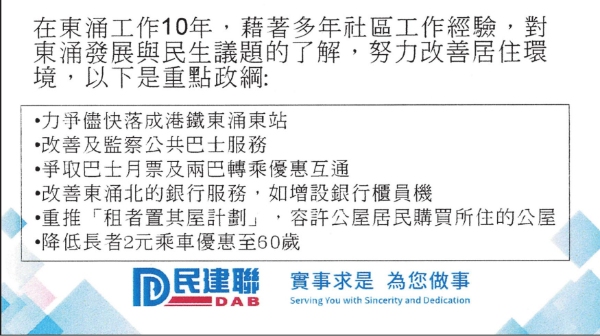 在東涌工作10年，藉著多年社區工作經驗，對
東涌發展與民生議題的了解，努力改善居住環
境，以下是重點政綱:
•力爭儘快落成港鐵東涌東站
•改善及監察公共巴士服務
•爭取巴士月票及兩巴轉乘優惠互通
•改善東涌北的銀行服務，如增設銀行櫃員機
•重推「租者置其屋計劃」，容許公屋居民購買所住的公屋
•降低長者2元乘車優惠至60歲
民建聯 實事求是 為您做事
DAB Serving You with Sincerity and Dedication